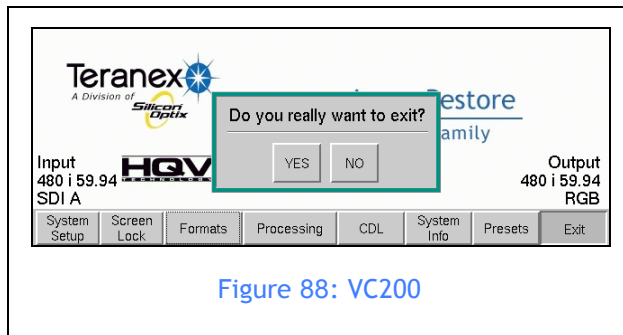 Teranex
A Division of
Silicon
Optix
Restore
Do you really want to exit?
YES
NO
Input
480 i 59.94
SDI A
HQV
TECHNOLOGY
Output
480 i 59.94
RGB
System
Setup
Screen
Lock
Formats
Processing
CDL
System
Info
Presets
Exit
Figure 88: VC200